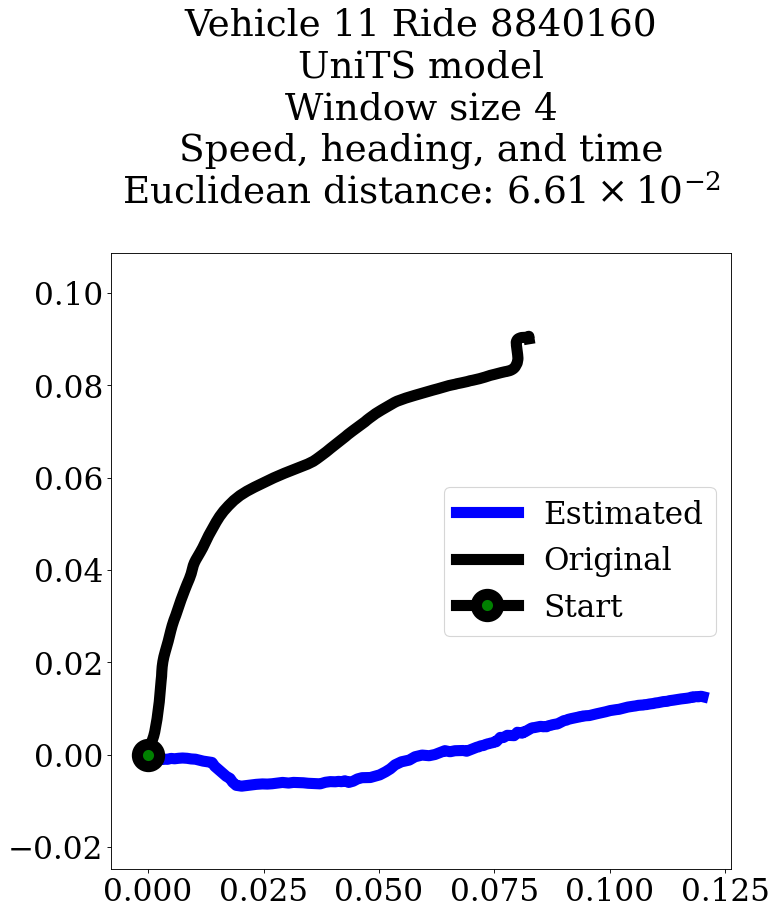 Vehicle 11 Ride 8840160
UniTS model
Window size 4
Speed, heading, and time
Euclidean distance: 6.61 × 10⁻²
0.10
0.08
0.06
0.04
0.02
0.00
−0.02
Estimated
Original
Start
0.000 0.025 0.050 0.075 0.100 0.125